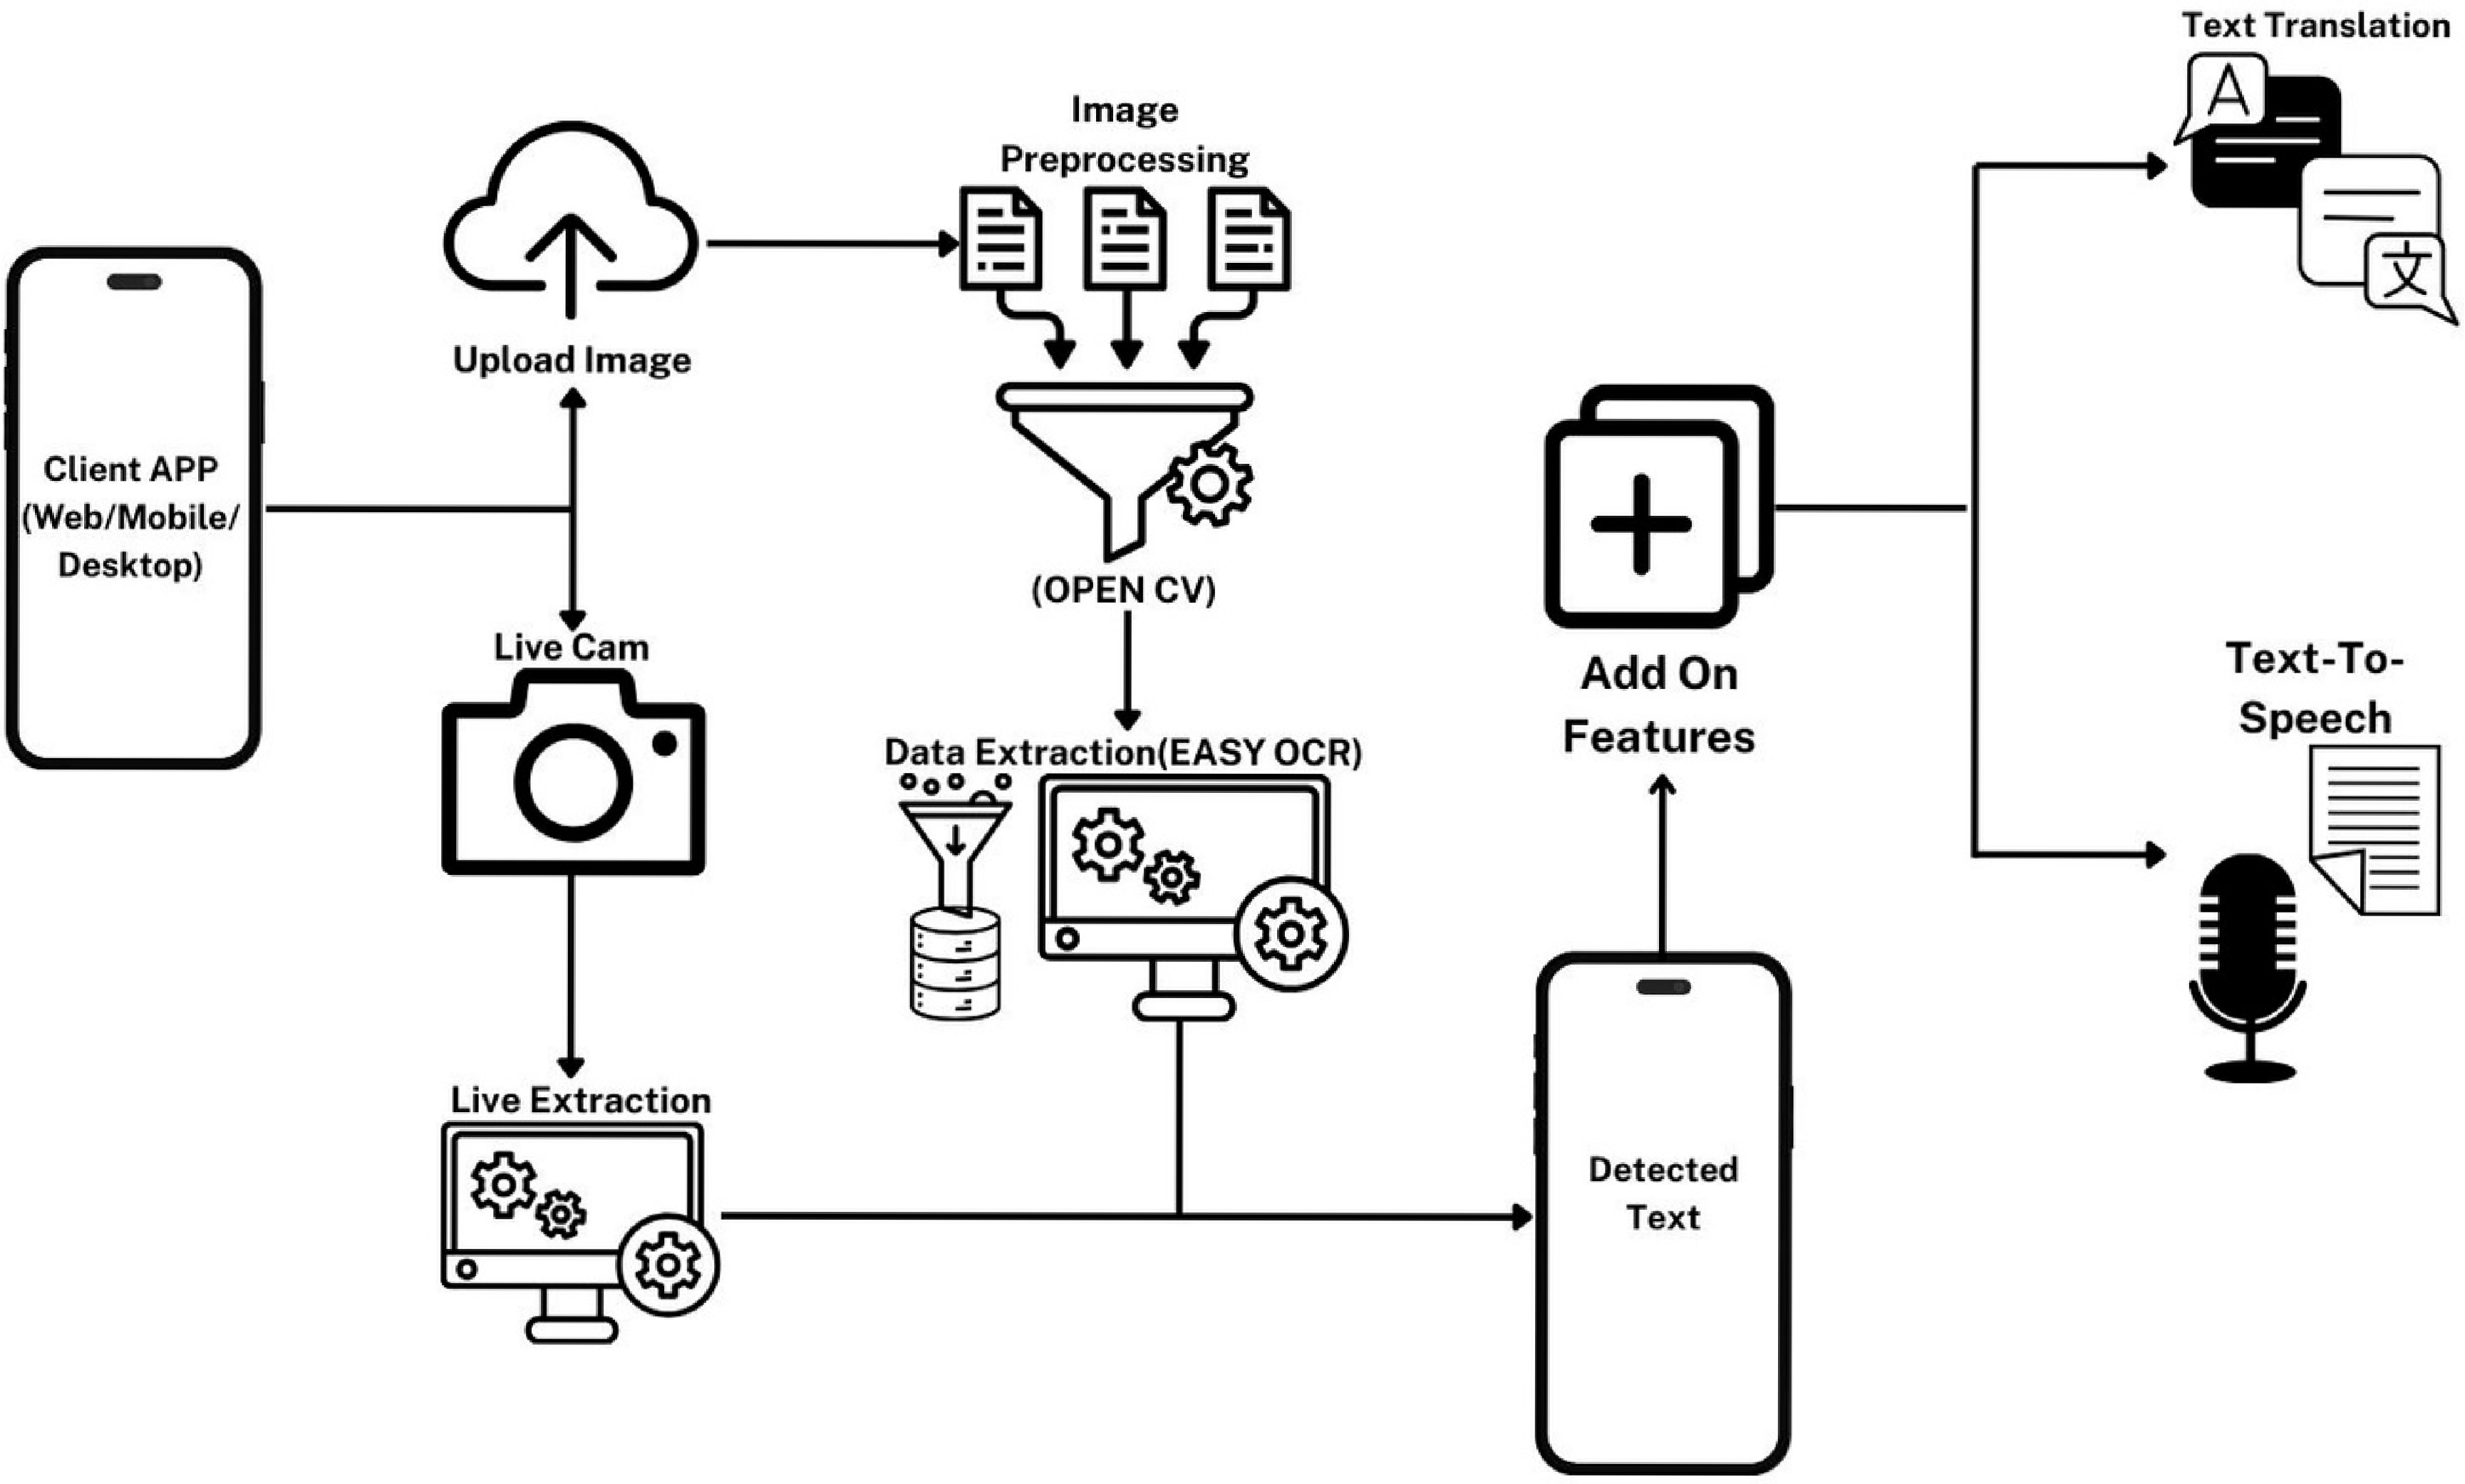 Client APP
(Web/Mobile/
Desktop)
Upload Image
Live Cam
Live Extraction
Image
Preprocessing
(OPEN CV)
Data Extraction(EASY OCR)
Detected
Text
Add On
Features
Text Translation
A
文
Text-To-
Speech